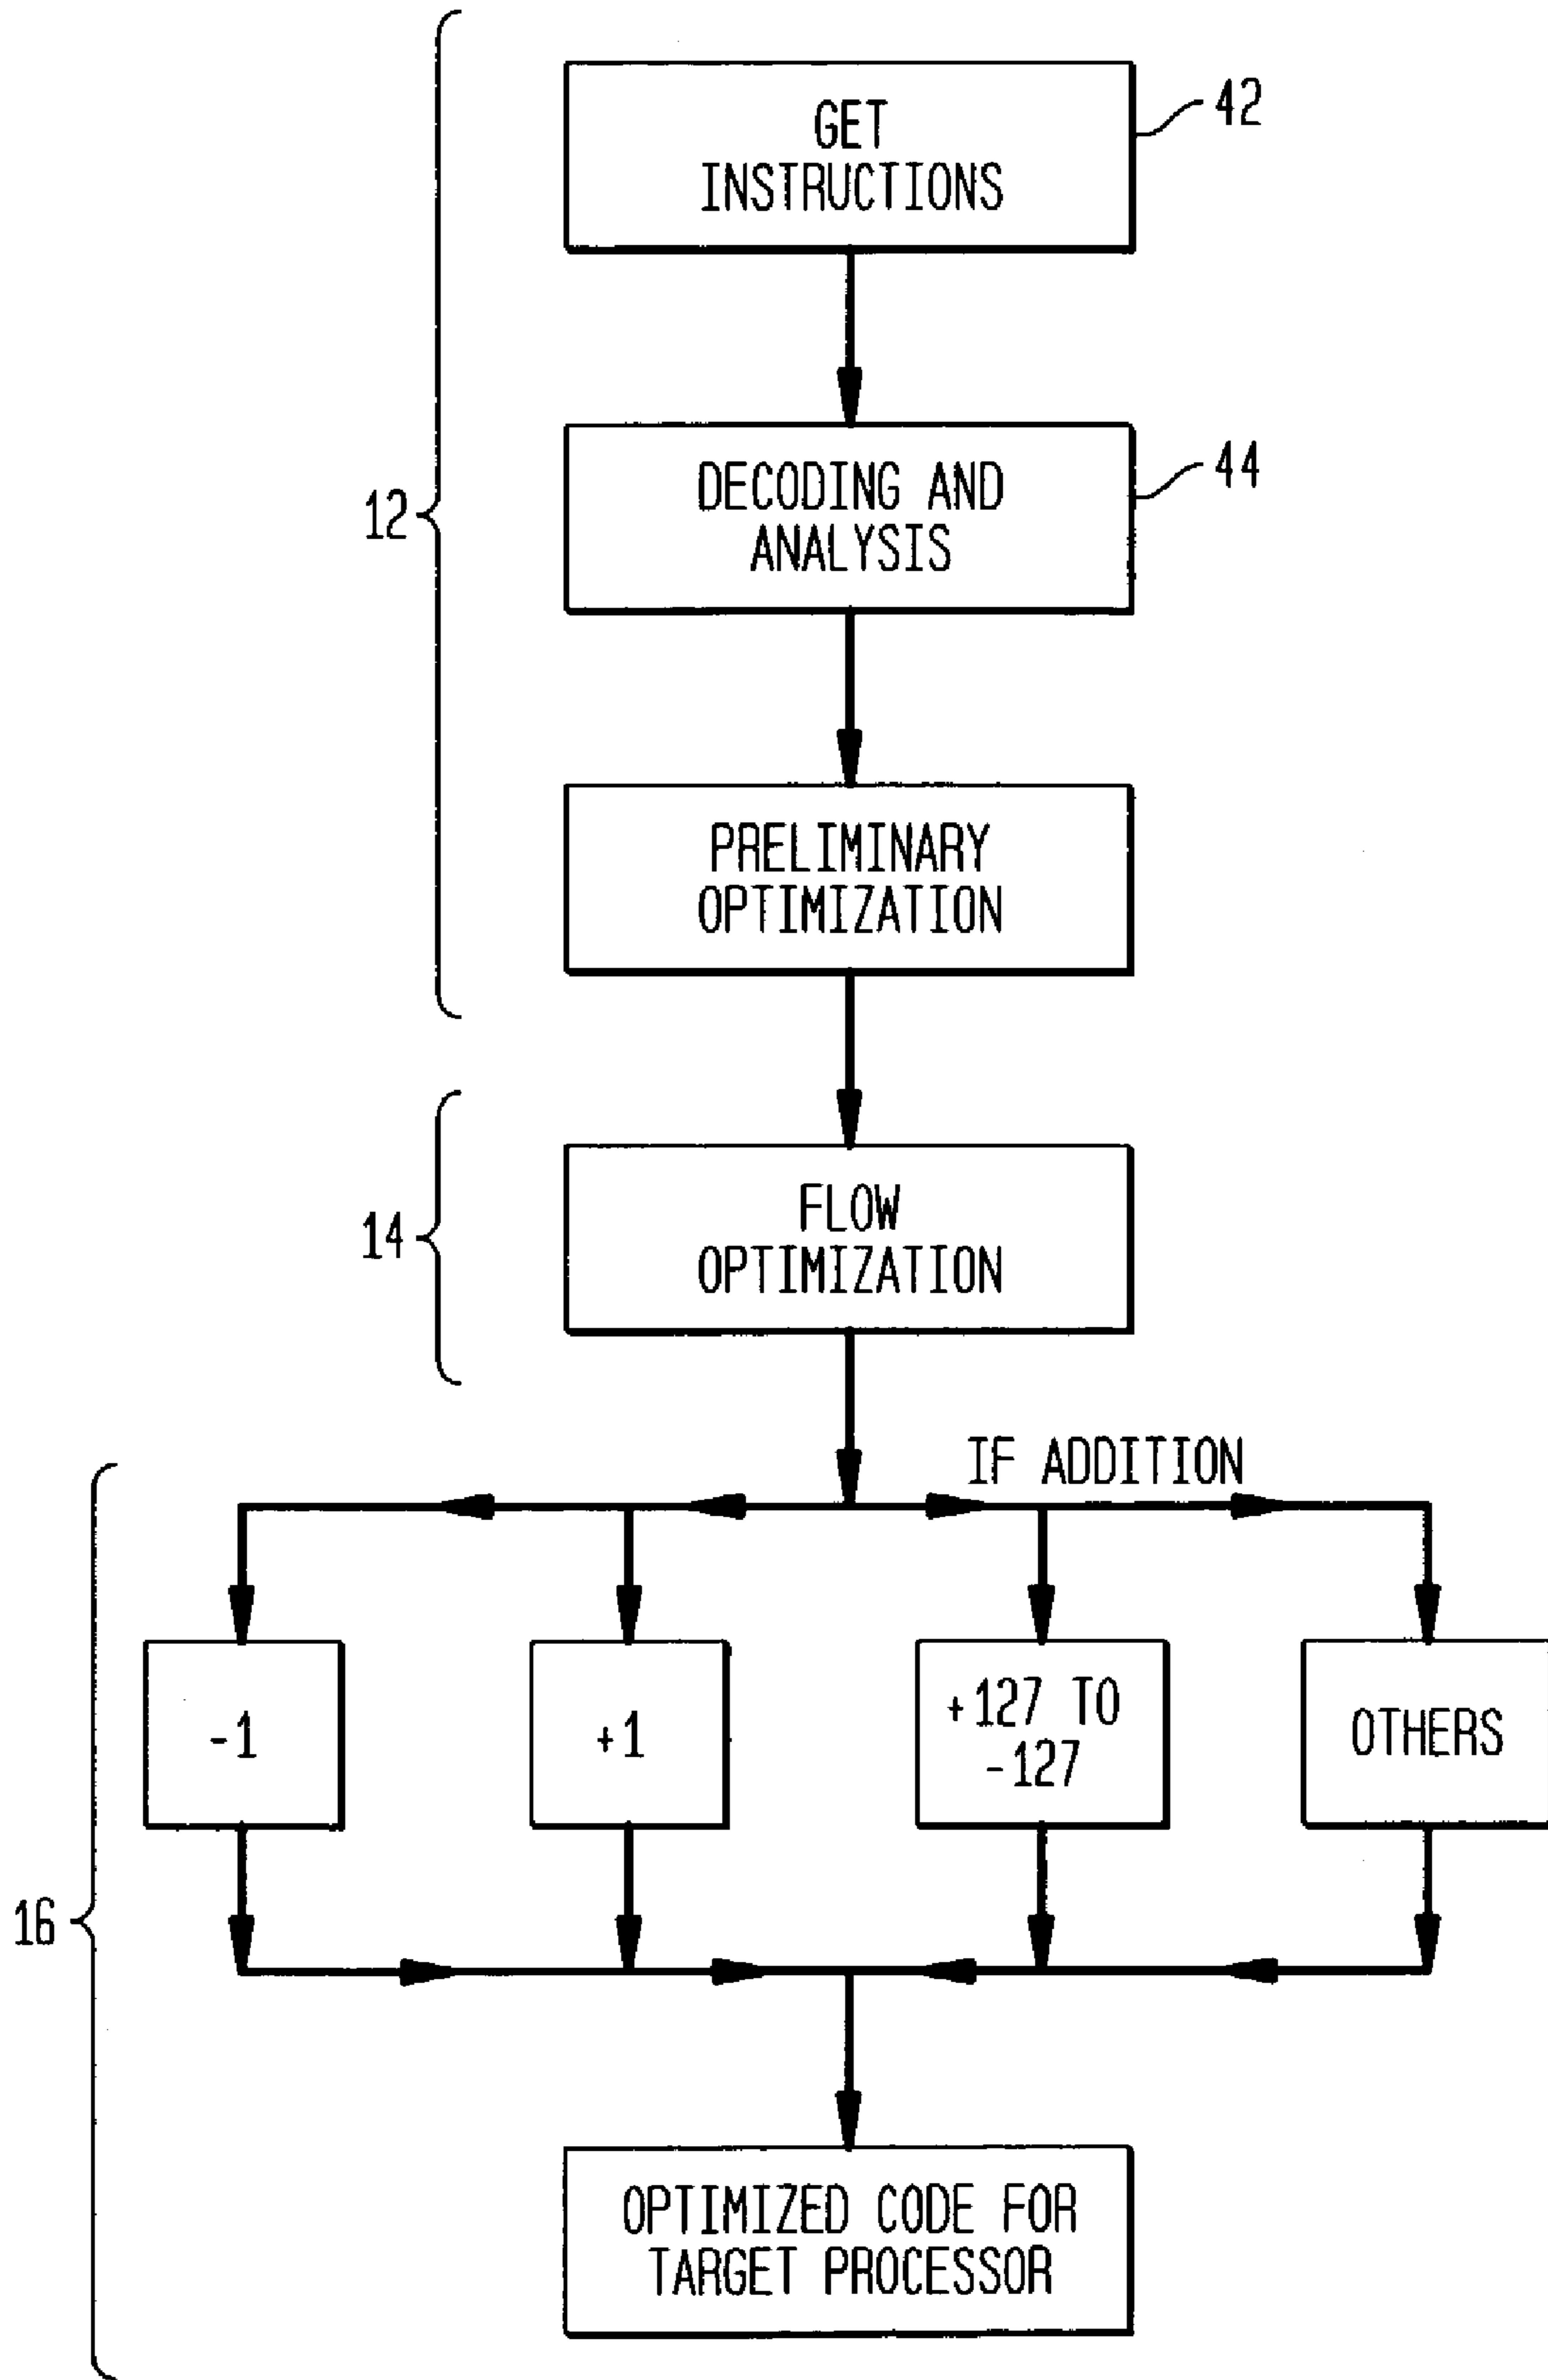 GET
INSTRUCTIONS
42
DECODING AND
ANALYSIS
44
12
PRELIMINARY
OPTIMIZATION
14
FLOW
OPTIMIZATION
IF ADDITION
-1
+1
+127 TO
-127
OTHERS
16
OPTIMIZED CODE FOR
TARGET PROCESSOR